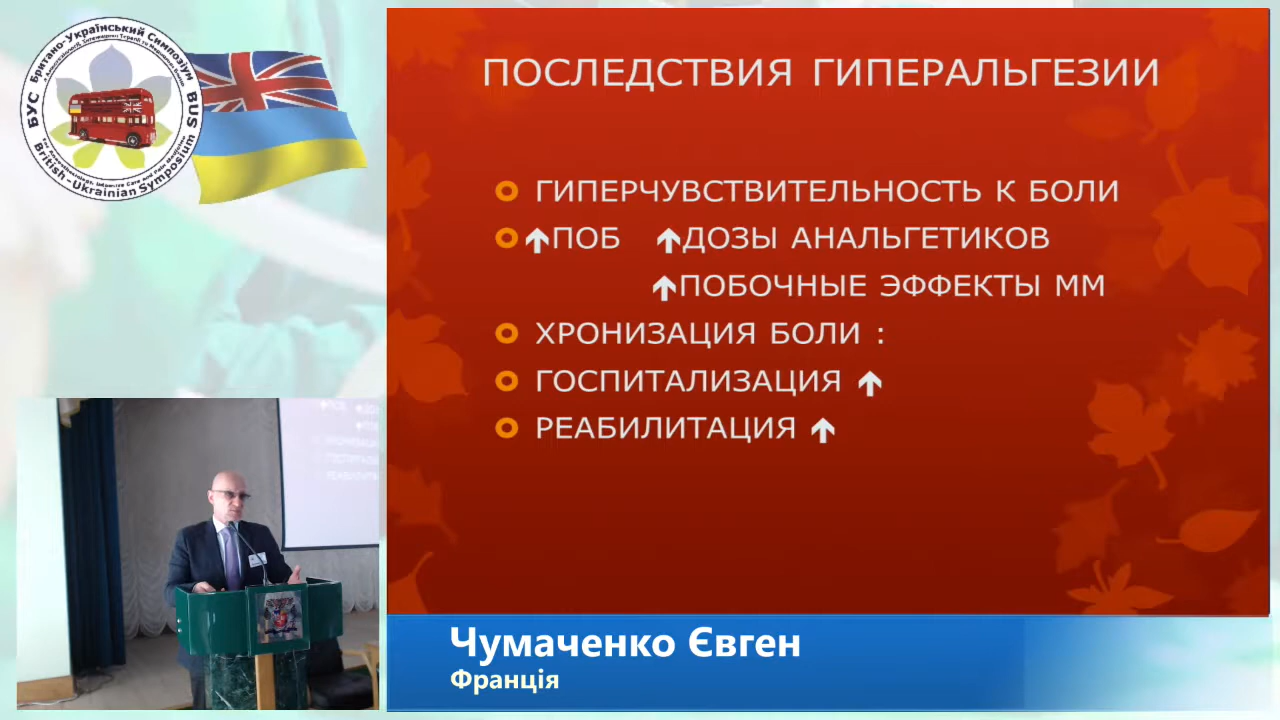 Британо-Український Симпозіум
БУС
BUS
British-Ukrainian Symposium
ПОСЛЕДСТВИЯ ГИПЕРАЛЬГЕЗИИ
ГИПЕРЧУВСТВИТЕЛЬНОСТЬ К БОЛИ
🡹ПОБ 🡹ДОЗЫ АНАЛЬГЕТИКОВ
🡹ПОБОЧНЫЕ ЭФФЕКТЫ ММ
ХРОНИЗАЦИЯ БОЛИ :
ГОСПИТАЛИЗАЦИЯ 🡹
РЕАБИЛИТАЦИЯ 🡹
Чумаченко Євген
Франція